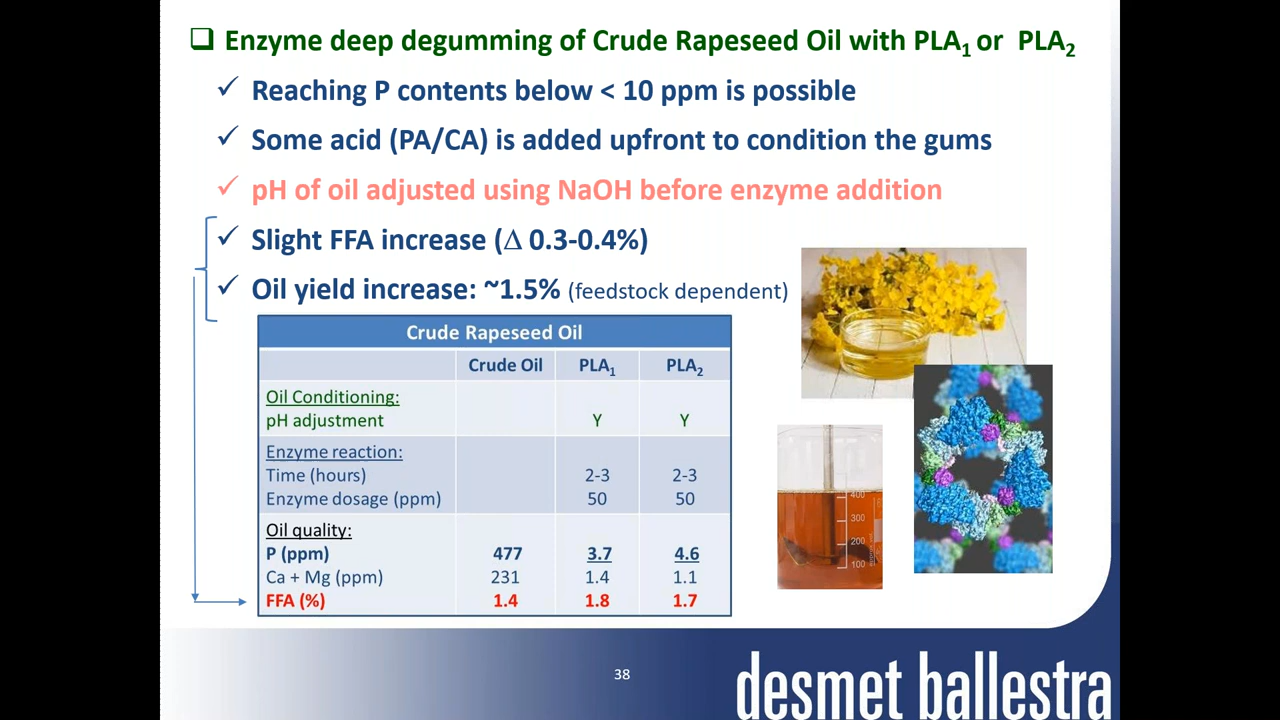 ❑ Enzyme deep degumming of Crude Rapeseed Oil with PLA₁ or PLA₂
✓ Reaching P contents below < 10 ppm is possible
✓ Some acid (PA/CA) is added upfront to condition the gums
✓ pH of oil adjusted using NaOH before enzyme addition
✓ Slight FFA increase (Δ 0.3-0.4%)
✓ Oil yield increase: ~1.5% (feedstock dependent)
Crude Rapeseed Oil
Crude Oil PLA₁ PLA₂
Oil Conditioning:
pH adjustment Y Y
Enzyme reaction:
Time (hours) 2-3 2-3
Enzyme dosage (ppm) 50 50
Oil quality:
P (ppm) 477 3.7 4.6
Ca + Mg (ppm) 231 1.4 1.1
FFA (%) 1.4 1.8 1.7
400
300
200
100
38
desmet ballestra